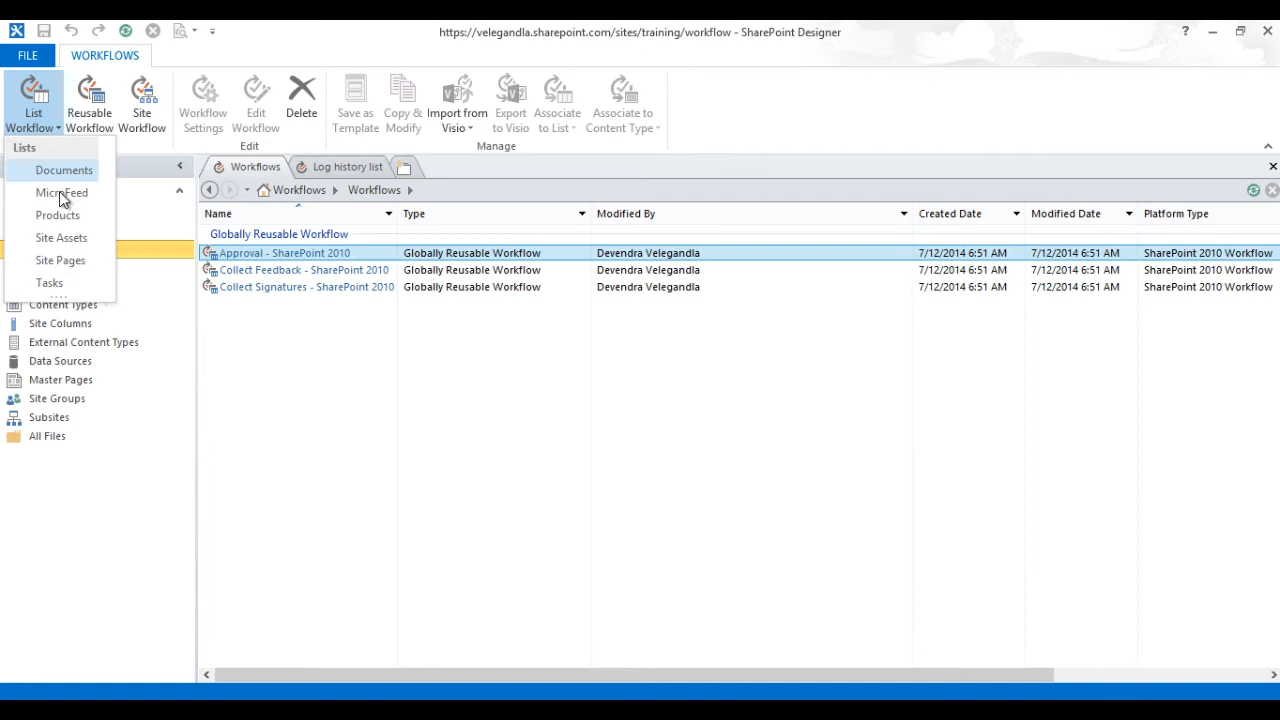 https://velegandla.sharepoint.com/sites/training/workflow - SharePoint Designer
?
FILE
WORKFLOWS
List Workflow
Reusable Workflow
Site Workflow
Workflow Settings
Edit Workflow
Delete
Save as Template
Copy & Modify
Import from Visio
Export to Visio
Associate to List
Associate to Content Type
Edit
Manage
Lists
Documents
MicroFeed
Products
Site Assets
Site Pages
Tasks
Content Types
Site Columns
External Content Types
Data Sources
Master Pages
Site Groups
Subsites
All Files
Workflows
Log history list
Workflows
Workflows
Name Type Modified By Created Date Modified Date Platform Type
Globally Reusable Workflow
Approval - SharePoint 2010 Globally Reusable Workflow Devendra Velegandla 7/12/2014 6:51 AM 7/12/2014 6:51 AM SharePoint 2010 Workflow
Collect Feedback - SharePoint 2010 Globally Reusable Workflow Devendra Velegandla 7/12/2014 6:51 AM 7/12/2014 6:51 AM SharePoint 2010 Workflow
Collect Signatures - SharePoint 2010 Globally Reusable Workflow Devendra Velegandla 7/12/2014 6:51 AM 7/12/2014 6:51 AM SharePoint 2010 Workflow